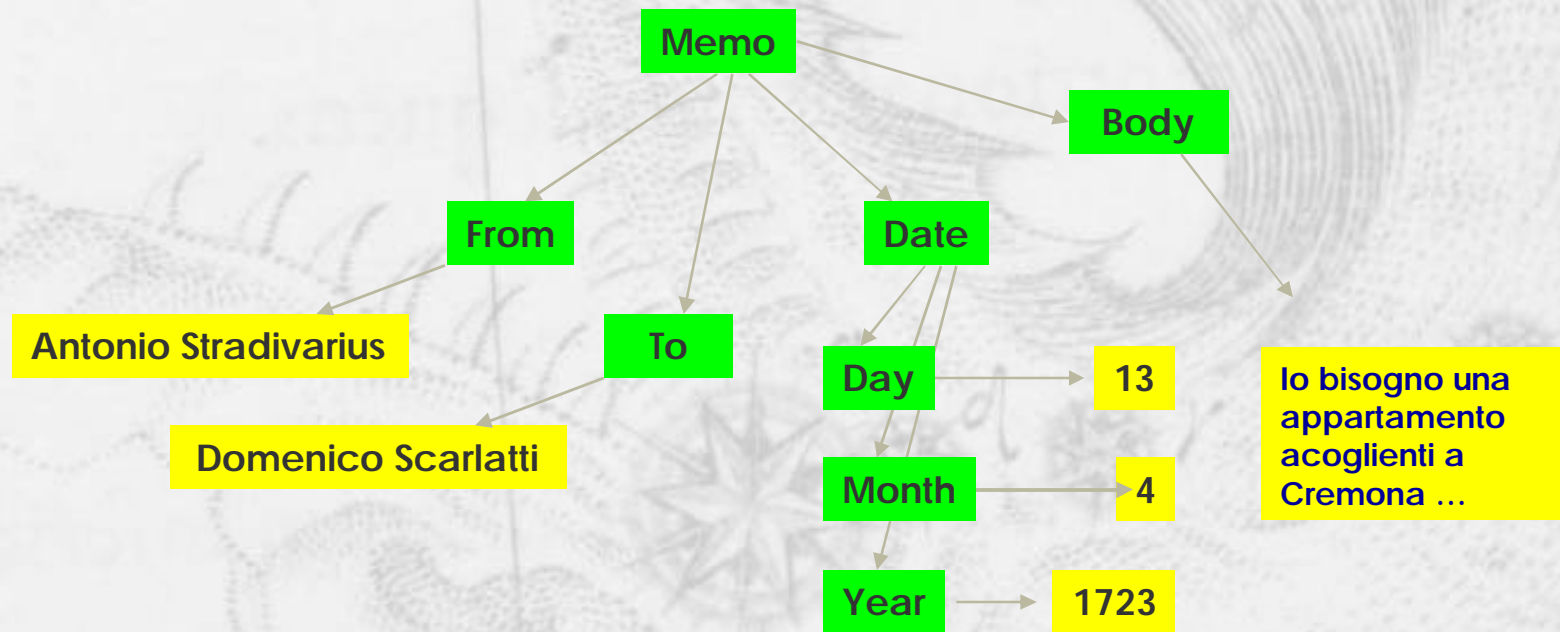 Memo
Body
From
Date
Antonio Stradivarius
To
Day
13
Io bisogno una
appartamento
acoglienti a
Cremona ...
Domenico Scarlatti
Month
4
Year
1723